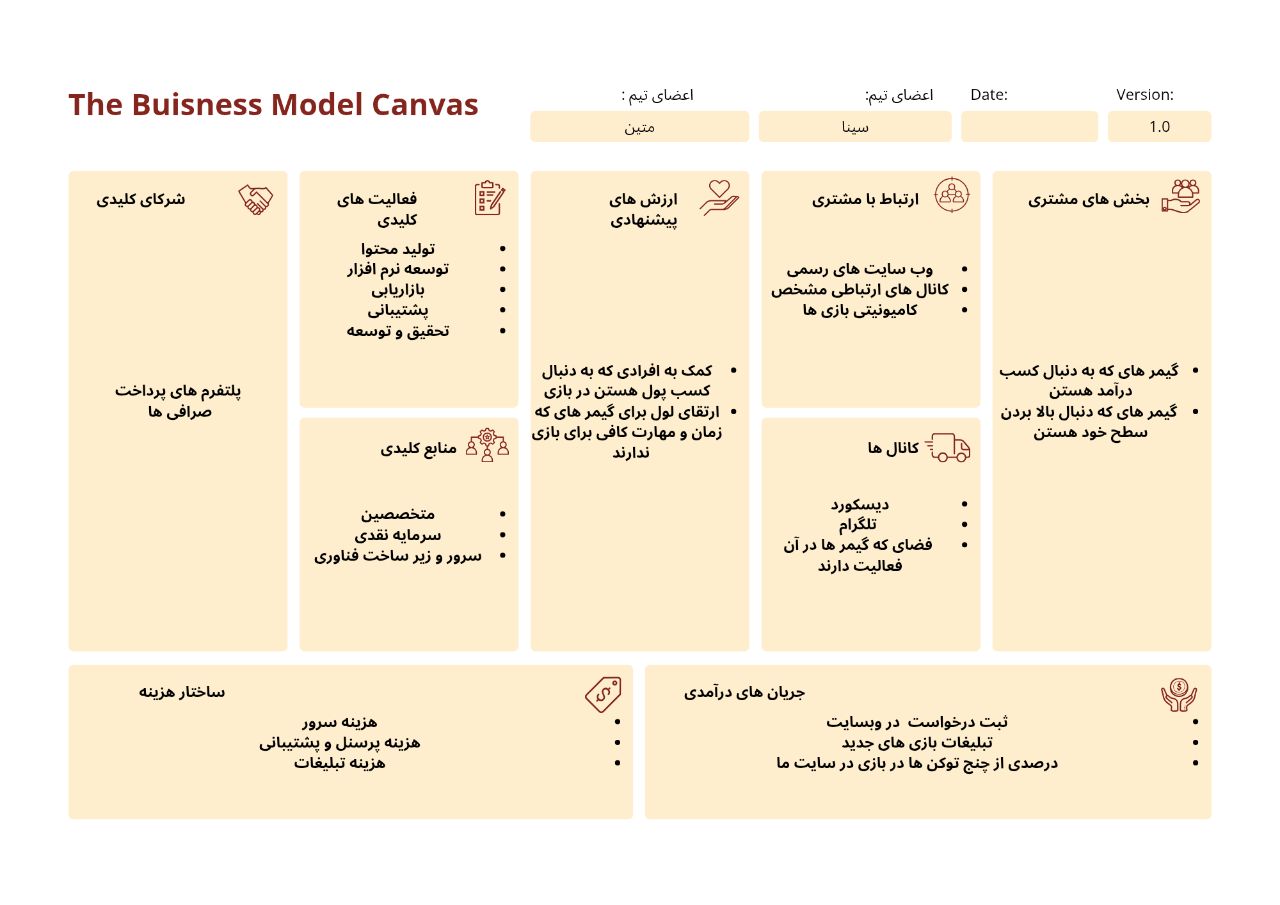 The Buisness Model Canvas
اعضای تیم :
متین
اعضای تیم:
سینا
Date:
Version:
1.0
شرکای کلیدی
پلتفرم های پرداخت
صرافی ها
فعالیت های
کلیدی
تولید محتوا
توسعه نرم افزار
بازاریابی
پشتیبانی
تحقیق و توسعه
منابع کلیدی
متخصصین
سرمایه نقدی
سرور و زیر ساخت فناوری
ارزش های
پیشنهادی
کمک به افرادی که به دنبال
کسب پول هستن در بازی
ارتقای لول برای گیمر های که
زمان و مهارت کافی برای بازی
ندارند
ارتباط با مشتری
وب سایت های رسمی
کانال های ارتباطی مشخص
کامیونیتی بازی ها
کانال ها
دیسکورد
تلگرام
فضای که گیمر ها در آن
فعالیت دارند
بخش های مشتری
گیمر های که به دنبال کسب
درآمد هستن
گیمر های که دنبال بالا بردن
سطح خود هستن
ساختار هزینه
هزینه سرور
هزینه پرسنل و پشتیبانی
هزینه تبلیغات
جریان های درآمدی
ثبت درخواست در وبسایت
تبلیغات بازی های جدید
درصدی از چنج توکن ها در بازی در سایت ما